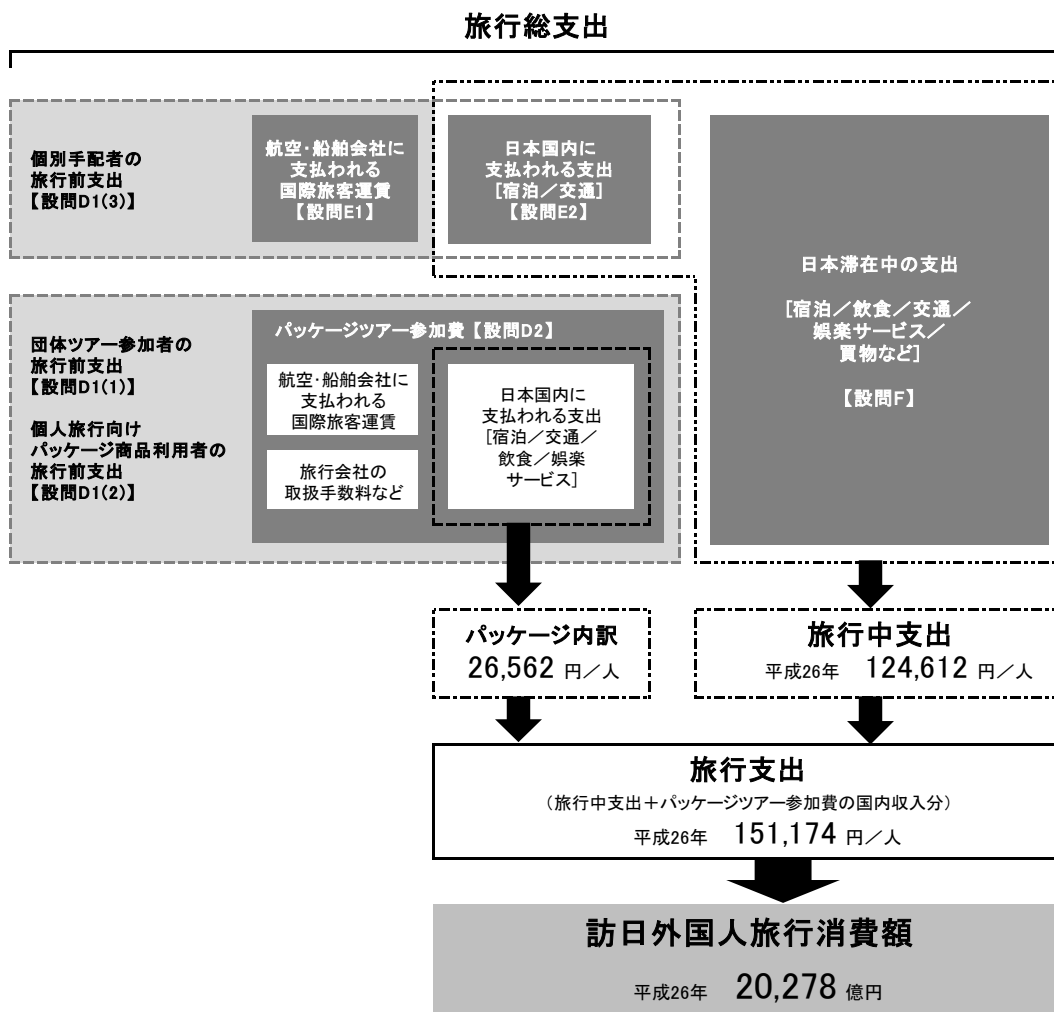 旅行総支出
個別手配者の
旅行前支出
【設問D1(3)】
航空・船舶会社に
支払われる
国際旅客運賃
【設問E1】
日本国内に
支払われる支出
[宿泊／交通]
【設問E2】
日本滞在中の支出
[宿泊／飲食／交通／
娯楽サービス／
買物など]
【設問F】
団体ツアー参加者の
旅行前支出
【設問D1(1)】
個人旅行向け
パッケージ商品利用者の
旅行前支出
【設問D1(2)】
パッケージツアー参加費【設問D2】
航空・船舶会社に
支払われる
国際旅客運賃
旅行会社の
取扱手数料など
日本国内に
支払われる支出
[宿泊／交通／
飲食／娯楽
サービス]
パッケージ内訳
26,562 円／人
旅行中支出
平成26年 124,612 円／人
旅行支出
（旅行中支出＋パッケージツアー参加費の国内収入分）
平成26年 151,174 円／人
訪日外国人旅行消費額
平成26年 20,278 億円